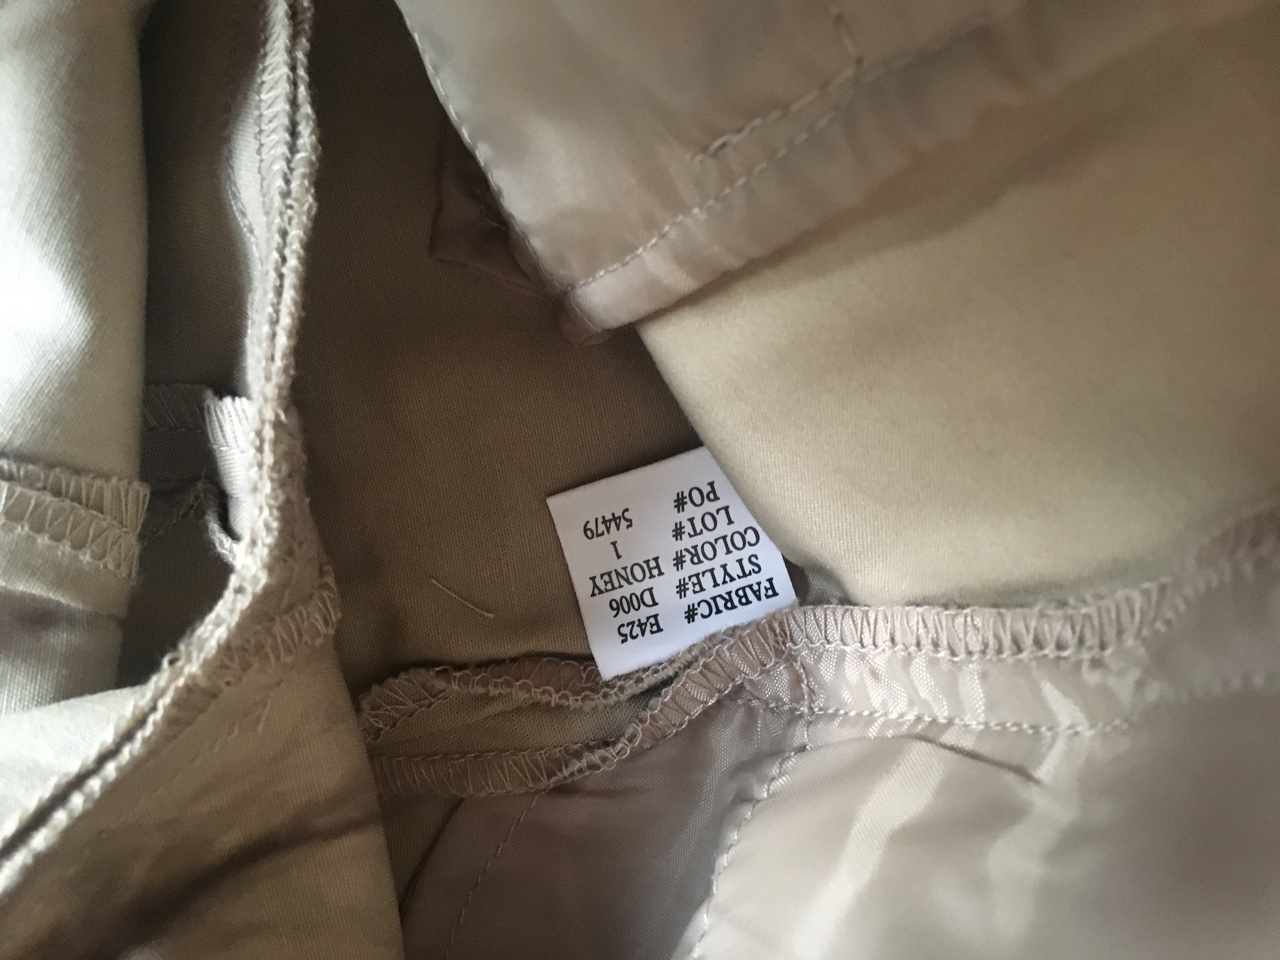 FABRIC# E425
STYLE# D006
COLOR# HONEY
LOT# 1
PO# 54479